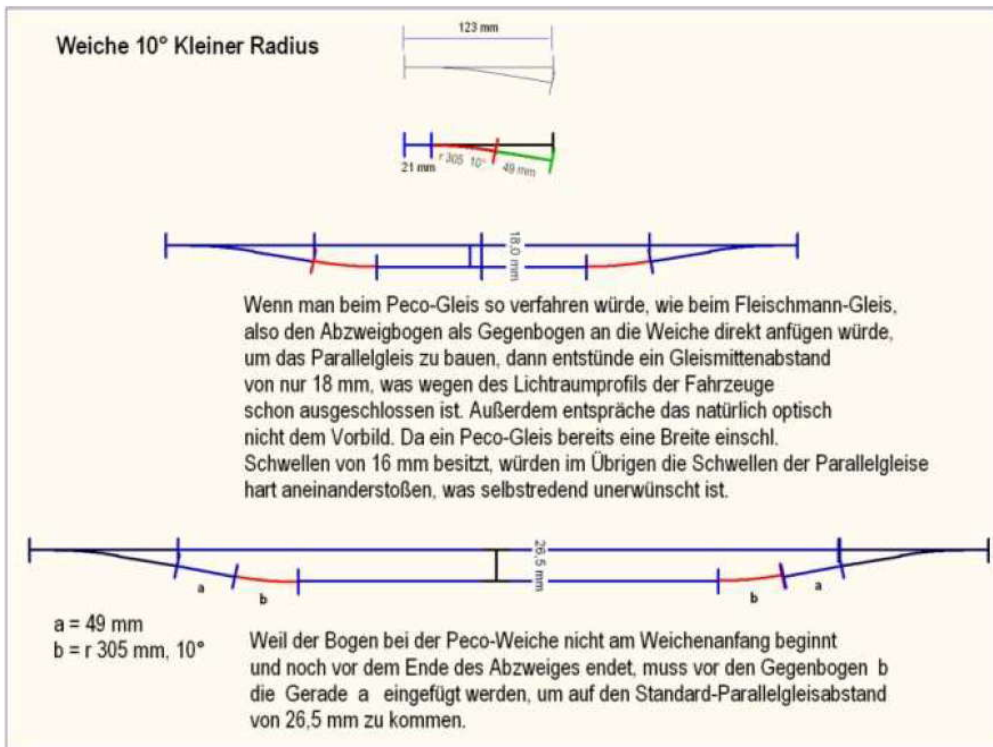 Weiche 10° Kleiner Radius
123 mm
21 mm
r 305 10°
49 mm
18,0 mm
Wenn man beim Peco-Gleis so verfahren würde, wie beim Fleischmann-Gleis,
also den Abzweigbogen als Gegenbogen an die Weiche direkt anfügen würde,
um das Parallelgleis zu bauen, dann entstünde ein Gleismittenabstand
von nur 18 mm, was wegen des Lichtraumprofils der Fahrzeuge
schon ausgeschlossen ist. Außerdem entspräche das natürlich optisch
nicht dem Vorbild. Da ein Peco-Gleis bereits eine Breite einschl.
Schwellen von 16 mm besitzt, würden im Übrigen die Schwellen der Parallelgleise
hart aneinanderstoßen, was selbstredend unerwünscht ist.
26,5 mm
a
b
b
a
a = 49 mm
b = r 305 mm, 10°
Weil der Bogen bei der Peco-Weiche nicht am Weichenanfang beginnt
und noch vor dem Ende des Abzweiges endet, muss vor den Gegenbogen b
die Gerade a eingefügt werden, um auf den Standard-Parallelgleisabstand
von 26,5 mm zu kommen.